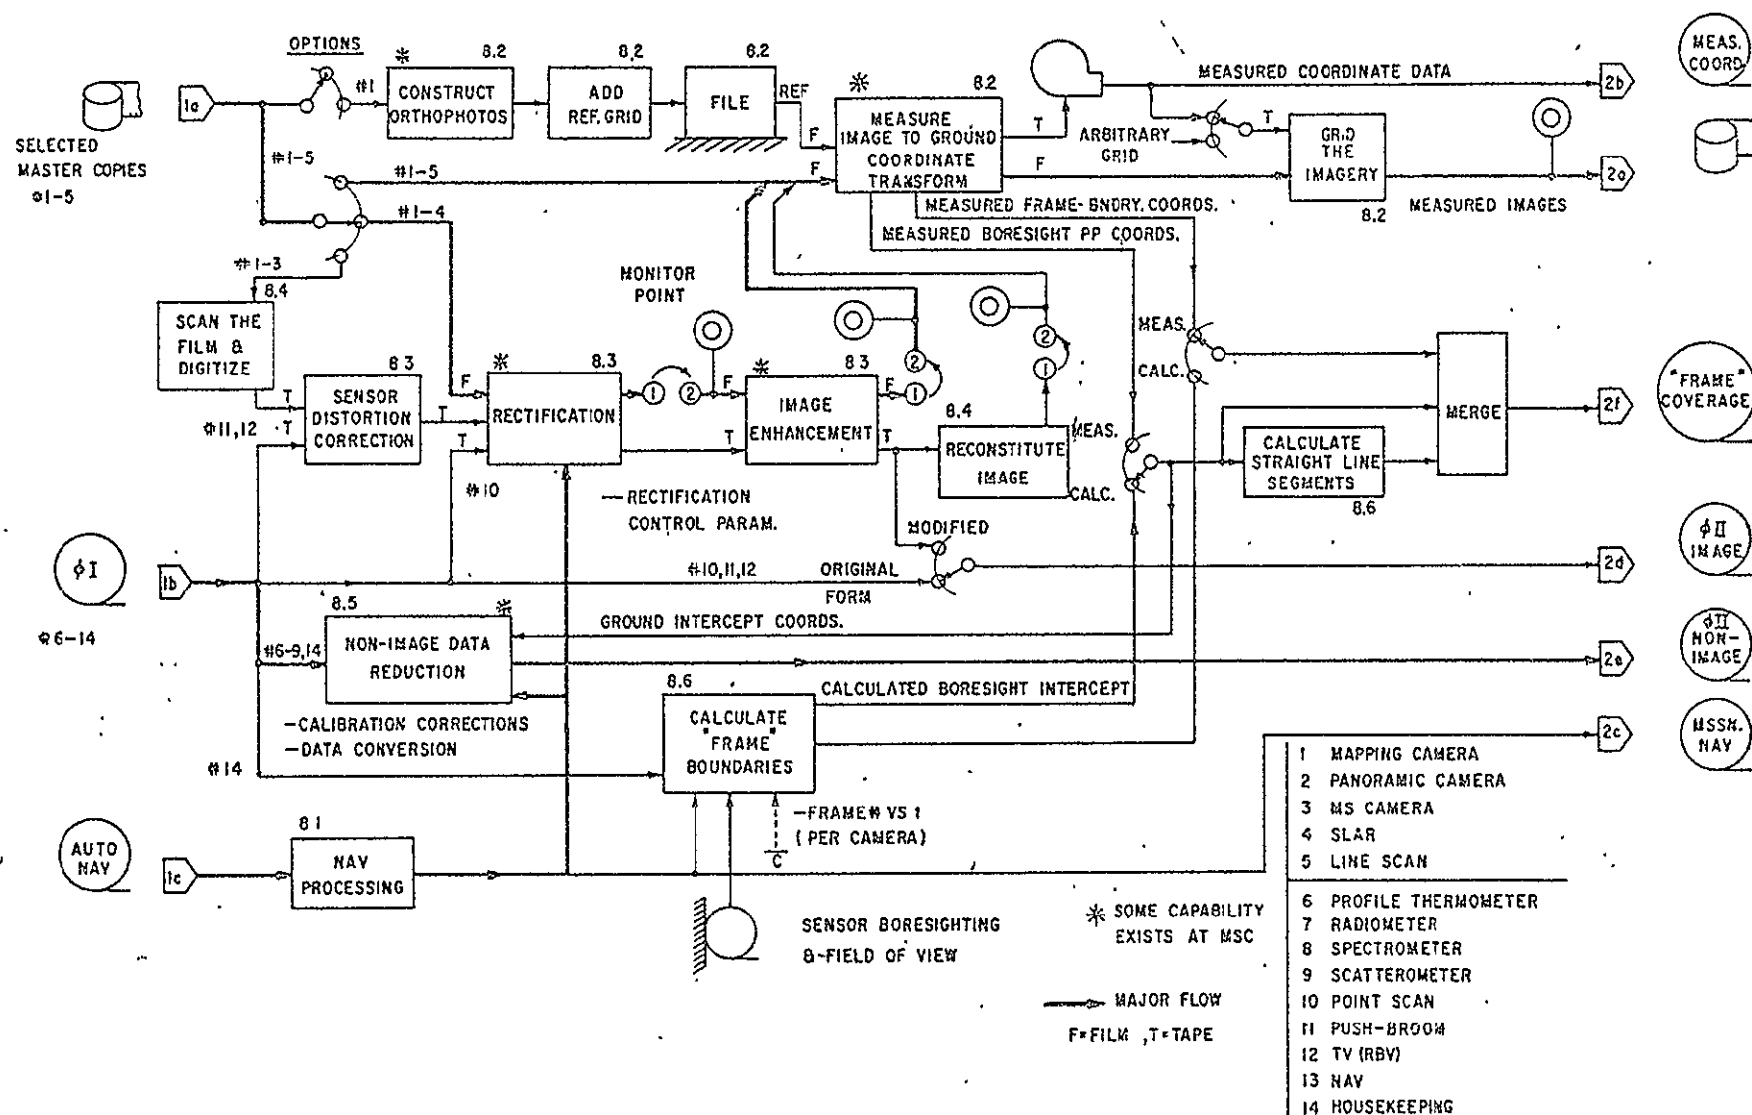 OPTIONS
SELECTED
MASTER COPIES
#1-5
1a
#1
*
8.2
CONSTRUCT
ORTHOPHOTOS
8.2
ADD
REF. GRID
8.2
FILE
REF
F
F
*
8.2
MEASURE
IMAGE TO GROUND
COORDINATE
TRANSFORM
T
F
MEASURED COORDINATE DATA
2b
MEAS.
COORD.
ARBITRARY
GRID
T
GRID
THE
IMAGERY
8.2
MEASURED IMAGES
2a
#1-5
#1-5
#1-4
#1-3
MEASURED FRAME-BNDRY. COORDS.
MEASURED BORESIGHT PP COORDS.
8.4
SCAN THE
FILM &
DIGITIZE
T
#11,12
T
8.3
SENSOR
DISTORTION
CORRECTION
T
T
F
*
8.3
RECTIFICATION
#10
MONITOR
POINT
1
2
F
T
*
8.3
IMAGE
ENHANCEMENT
F
T
1
2
8.4
RECONSTITUTE
IMAGE
1
2
MEAS.
CALC.
MEAS.
CALC.
CALCULATE
STRAIGHT LINE
SEGMENTS
8.6
MERGE
2f
"FRAME"
COVERAGE
— RECTIFICATION
CONTROL PARAM.
MODIFIED
φI
#6-14
1b
#10,11,12
ORIGINAL
FORM
2d
φII
IMAGE
8.5
*
NON-IMAGE DATA
REDUCTION
#6-9,14
GROUND INTERCEPT COORDS.
2e
φII
NON-
IMAGE
—CALIBRATION CORRECTIONS
—DATA CONVERSION
#14
8.6
CALCULATE
"FRAME"
BOUNDARIES
CALCULATED BORESIGHT INTERCEPT
2c
MSSN.
NAV
—FRAME# VS t
(PER CAMERA)
C
AUTO
NAV
1c
8.1
NAV
PROCESSING
SENSOR BORESIGHTING
&-FIELD OF VIEW
* SOME CAPABILITY
EXISTS AT MSC
MAJOR FLOW
F=FILM ,T=TAPE
1 MAPPING CAMERA
2 PANORAMIC CAMERA
3 MS CAMERA
4 SLAR
5 LINE SCAN
6 PROFILE THERMOMETER
7 RADIOMETER
8 SPECTROMETER
9 SCATTEROMETER
10 POINT SCAN
11 PUSH-BROOM
12 TV (RBV)
13 NAV
14 HOUSEKEEPING